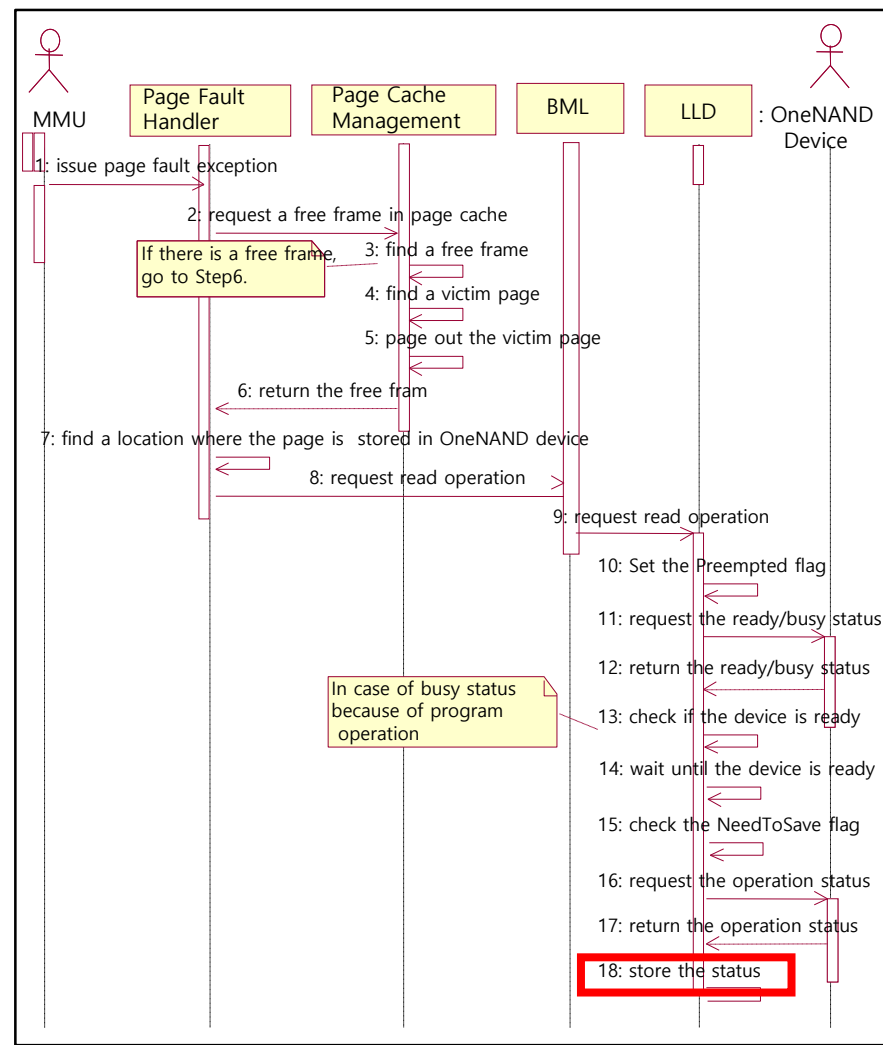 MMU
Page Fault
Handler
Page Cache
Management
BML
LLD
: OneNAND
Device
1: issue page fault exception
2: request a free frame in page cache
If there is a free frame,
go to Step6.
3: find a free frame
4: find a victim page
5: page out the victim page
6: return the free fram
7: find a location where the page is  stored in OneNAND device
8: request read operation
9: request read operation
10: Set the Preempted flag
11: request the ready/busy status
12: return the ready/busy status
In case of busy status
because of program
operation
13: check if the device is ready
14: wait until the device is ready
15: check the NeedToSave flag
16: request the operation status
17: return the operation status
18: store the status